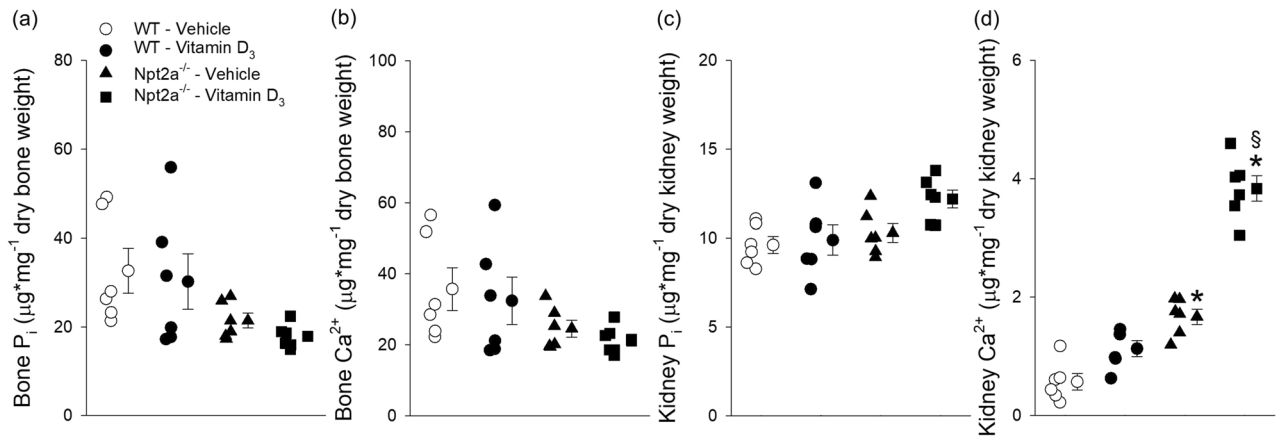 (a)
WT - Vehicle
WT - Vitamin D₃
Npt2a⁻/⁻ - Vehicle
Npt2a⁻/⁻ - Vitamin D₃
Bone Pᵢ (µg*mg⁻¹ dry bone weight)
80
60
40
20
0
(b)
Bone Ca²⁺ (µg*mg⁻¹ dry bone weight)
100
80
60
40
20
0
(c)
Kidney Pᵢ (µg*mg⁻¹ dry kidney weight)
20
15
10
5
0
(d)
Kidney Ca²⁺ (µg*mg⁻¹ dry kidney weight)
6
4
2
0
*
§
*